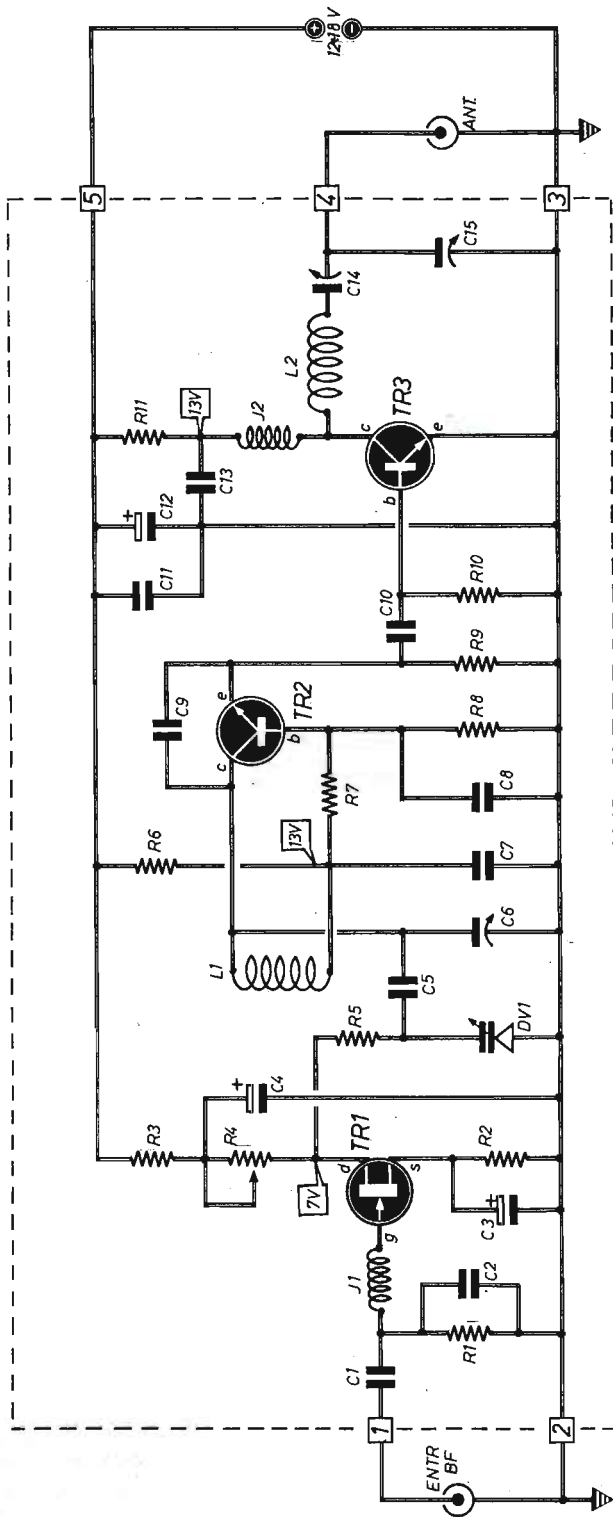 5
R3
R6
C11
C12
+
R11
13V
C13
J2
+
12÷18 V
−
R4
C4
+
L1
13V
C9
c
e
TR2
b
L2
C14
4
ANT.
C15
7V
TR1
d
s
g
R5
R7
C10
b
c
e
TR3
1
ENTR
BF
C1
J1
R1
C2
C3
+
R2
C5
DV1
C6
C7
C8
R8
R9
R10
2
3